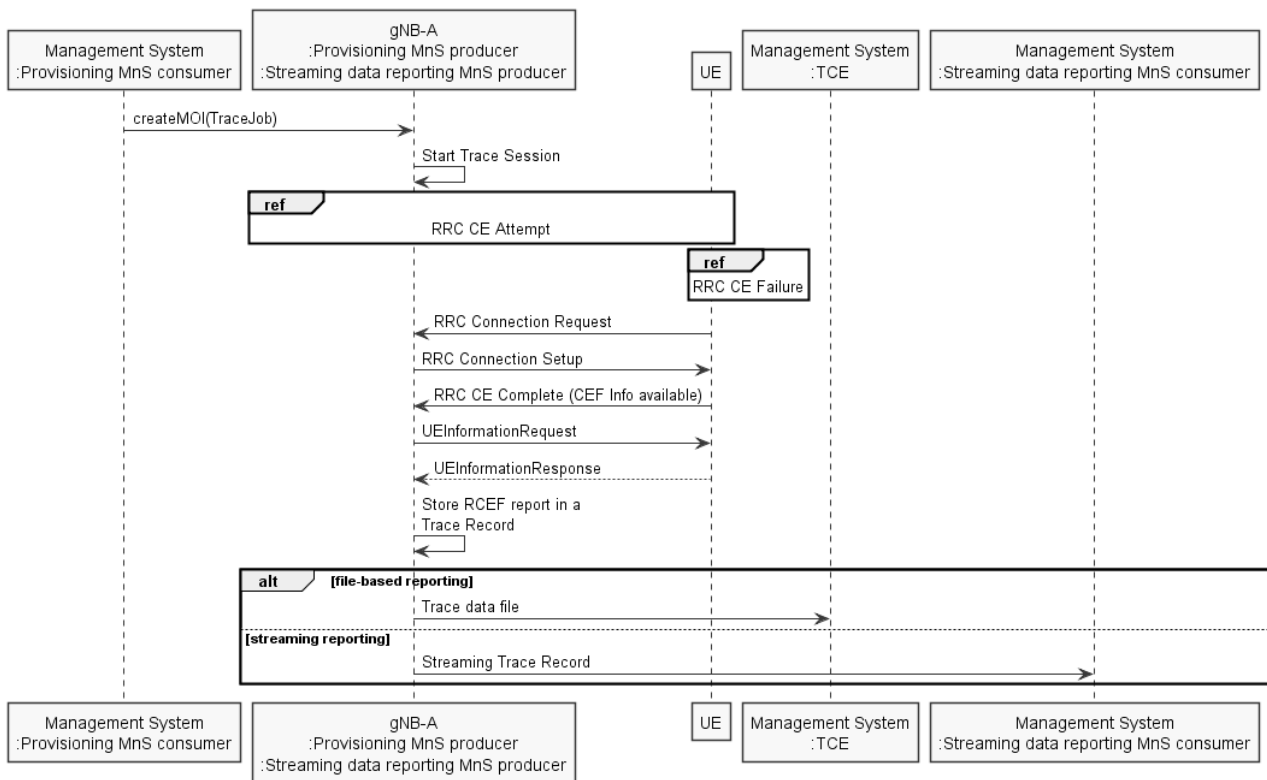 Management System
:Provisioning MnS consumer
gNB-A
:Provisioning MnS producer
:Streaming data reporting MnS producer
UE
Management System
:TCE
Management System
:Streaming data reporting MnS consumer
createMOI(TraceJob)
Start Trace Session
ref
RRC CE Attempt
ref
RRC CE Failure
RRC Connection Request
RRC Connection Setup
RRC CE Complete (CEF Info available)
UEInformationRequest
UEInformationResponse
Store RCEF report in a
Trace Record
alt [file-based reporting]
Trace data file
[streaming reporting]
Streaming Trace Record
Management System
:Provisioning MnS consumer
gNB-A
:Provisioning MnS producer
:Streaming data reporting MnS producer
UE
Management System
:TCE
Management System
:Streaming data reporting MnS consumer